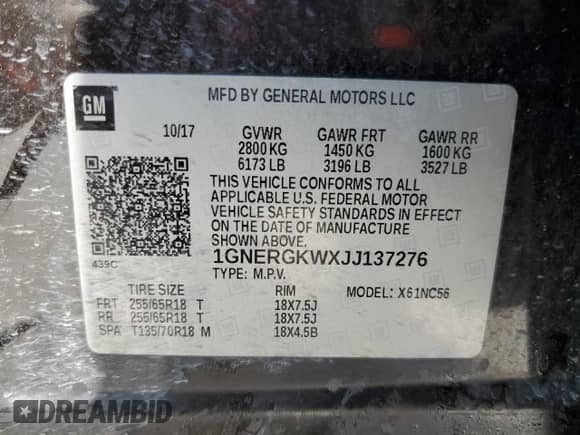 GM
MFD BY GENERAL MOTORS LLC
10/17 GVWR GAWR FRT GAWR RR
2800 KG 1450 KG 1600 KG
6173 LB 3196 LB 3527 LB
THIS VEHICLE CONFORMS TO ALL
APPLICABLE U.S. FEDERAL MOTOR
VEHICLE SAFETY STANDARDS IN EFFECT
ON THE DATE OF MANUFACTURE
SHOWN ABOVE.
439C
1GNERGKWXJJ137276
TYPE: M.P.V.
TIRE SIZE RIM MODEL: X61NC56
FRT 255/65R18 T 18X7.5J
RR 255/65R18 T 18X7.5J
SPA T135/70R18 M 18X4.5B
DREAMBID